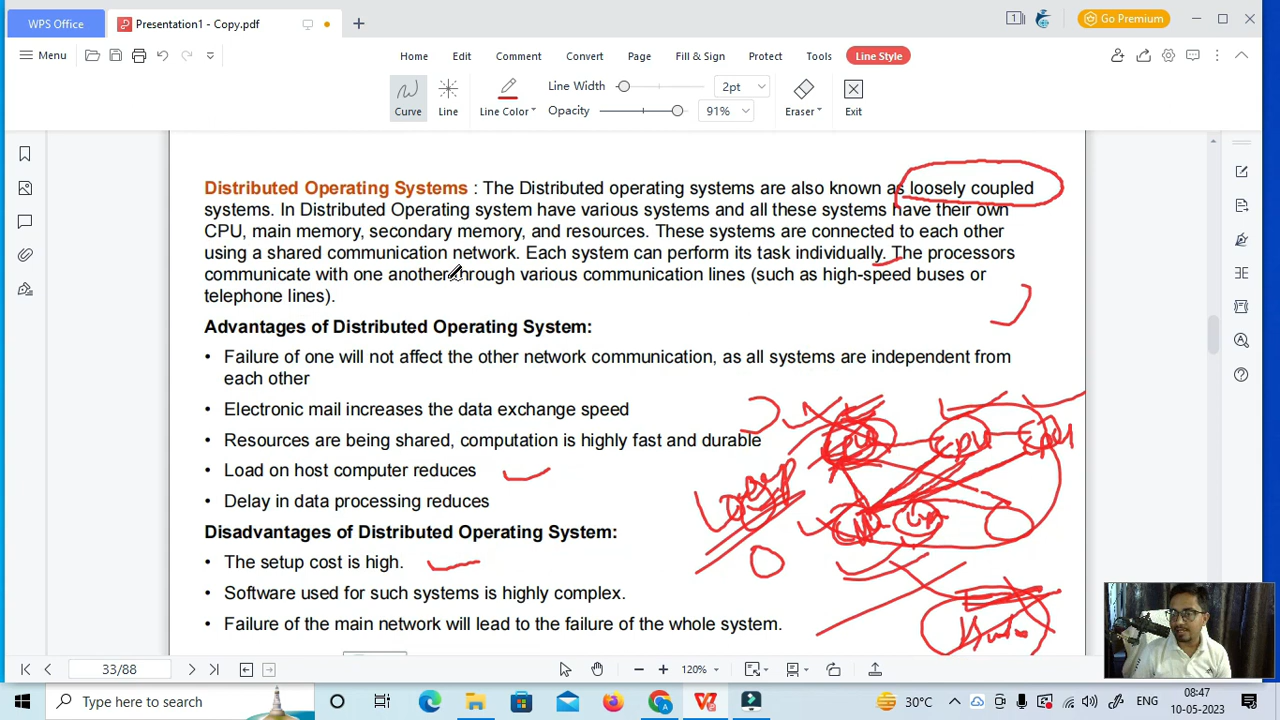 WPS Office
Presentation1 - Copy.pdf
1
Go Premium
Menu
Home Edit Comment Convert Page Fill & Sign Protect Tools Line Style
Curve
Line
Line Color
Line Width
2pt
Opacity
91%
Eraser
Exit
Distributed Operating Systems : The Distributed operating systems are also known as loosely coupled
systems. In Distributed Operating system have various systems and all these systems have their own
CPU, main memory, secondary memory, and resources. These systems are connected to each other
using a shared communication network. Each system can perform its task individually. The processors
communicate with one another through various communication lines (such as high-speed buses or
telephone lines).
Advantages of Distributed Operating System:
• Failure of one will not affect the other network communication, as all systems are independent from
each other
• Electronic mail increases the data exchange speed
• Resources are being shared, computation is highly fast and durable
• Load on host computer reduces
• Delay in data processing reduces
CPU CPU CPU
Disadvantages of Distributed Operating System:
• The setup cost is high.
• Software used for such systems is highly complex.
• Failure of the main network will lead to the failure of the whole system.
33/88
120%
Type here to search
30°C
ENG
08:47
10-05-2023